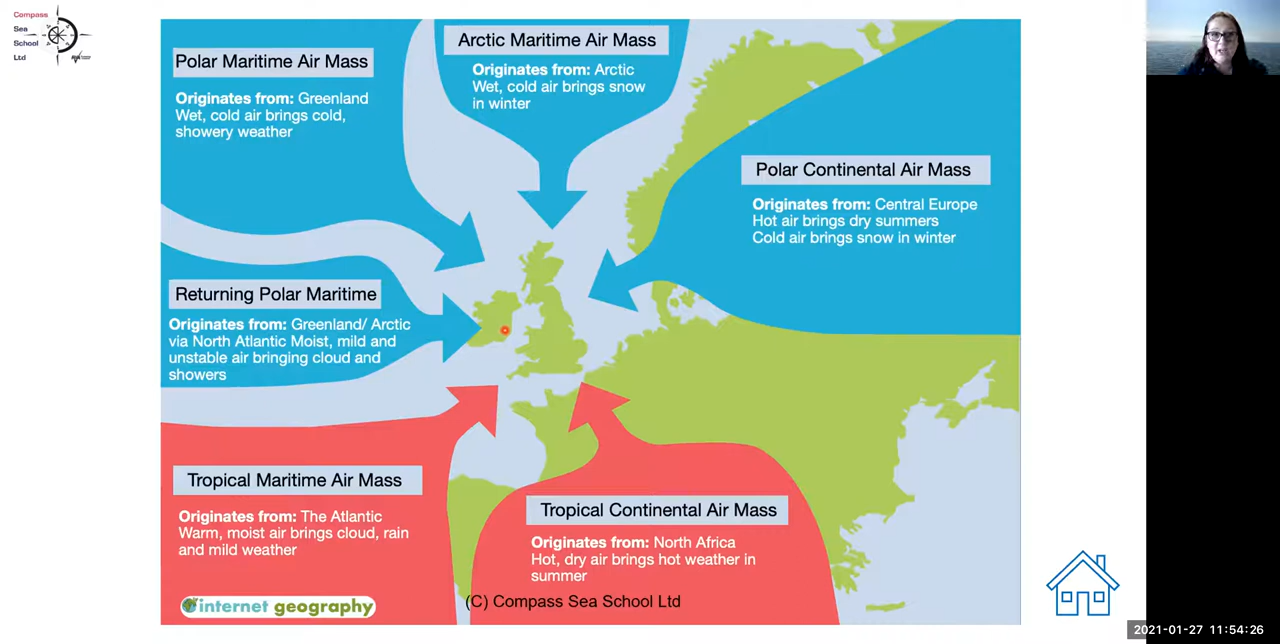 Compass
Sea
School
Ltd
Polar Maritime Air Mass
Originates from: Greenland
Wet, cold air brings cold,
showery weather
Arctic Maritime Air Mass
Originates from: Arctic
Wet, cold air brings snow
in winter
Polar Continental Air Mass
Originates from: Central Europe
Hot air brings dry summers
Cold air brings snow in winter
Returning Polar Maritime
Originates from: Greenland/ Arctic
via North Atlantic Moist, mild and
unstable air bringing cloud and
showers
Tropical Maritime Air Mass
Originates from: The Atlantic
Warm, moist air brings cloud, rain
and mild weather
Tropical Continental Air Mass
Originates from: North Africa
Hot, dry air brings hot weather in
summer
internet geography
(C) Compass Sea School Ltd
2021-01-27 11:54:26